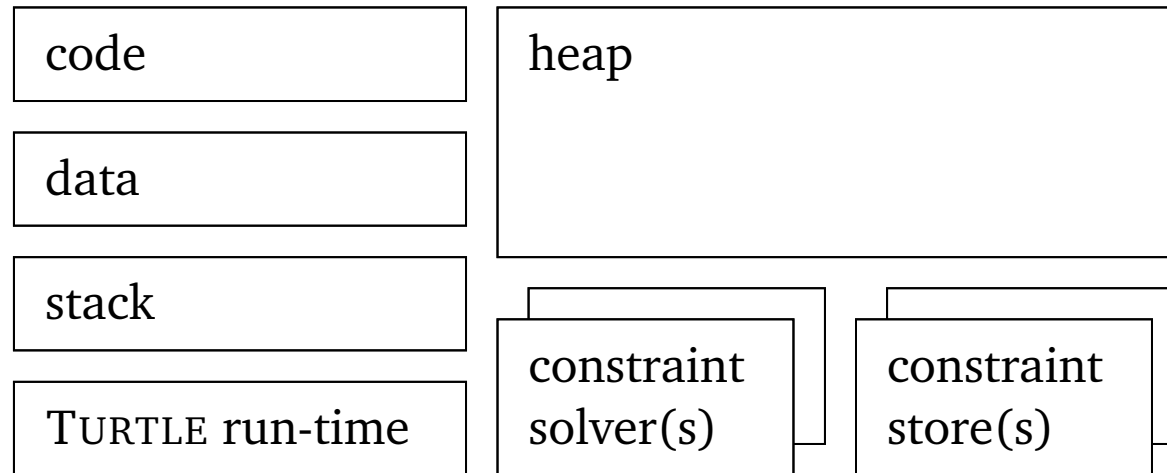 code
data
stack
TURTLE run-time
heap
constraint
solver(s)
constraint
store(s)